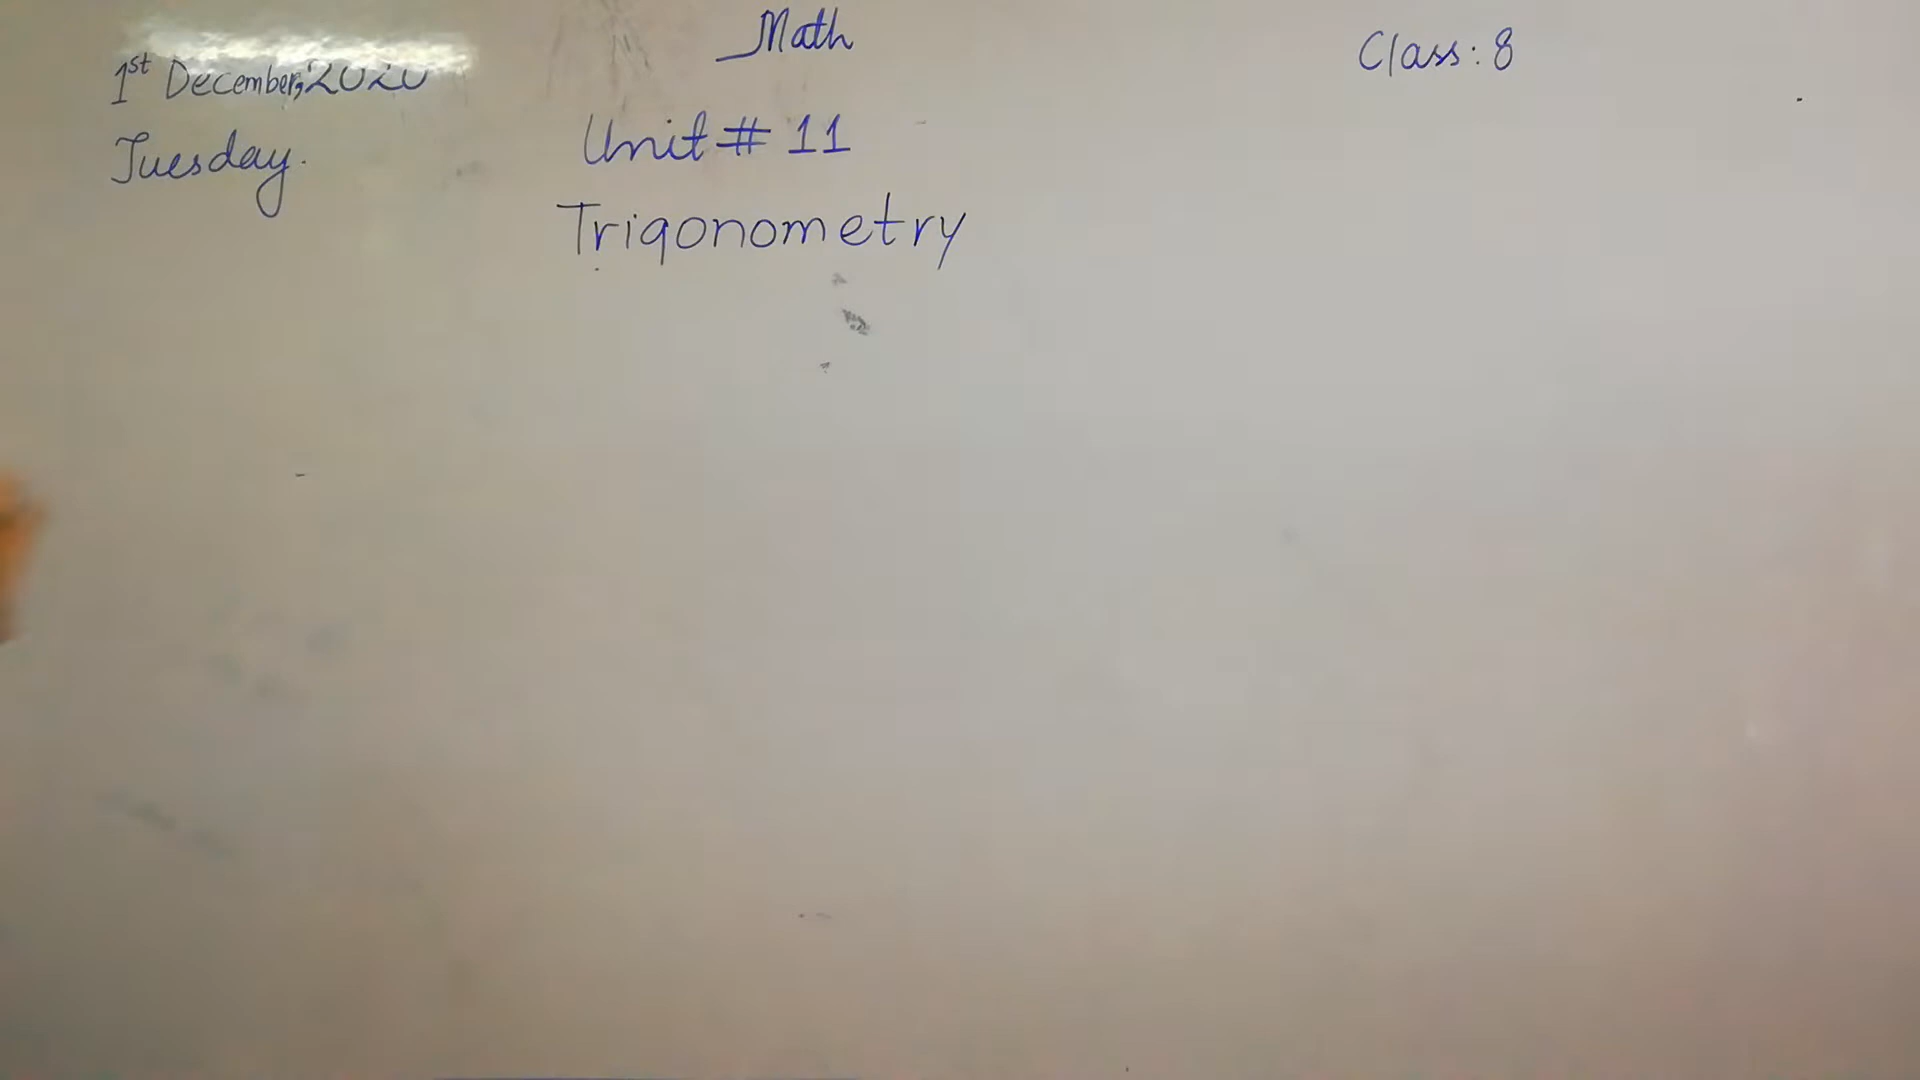 Math
Class: 8
1st December, 2020
Tuesday.
Unit # 11
Trigonometry